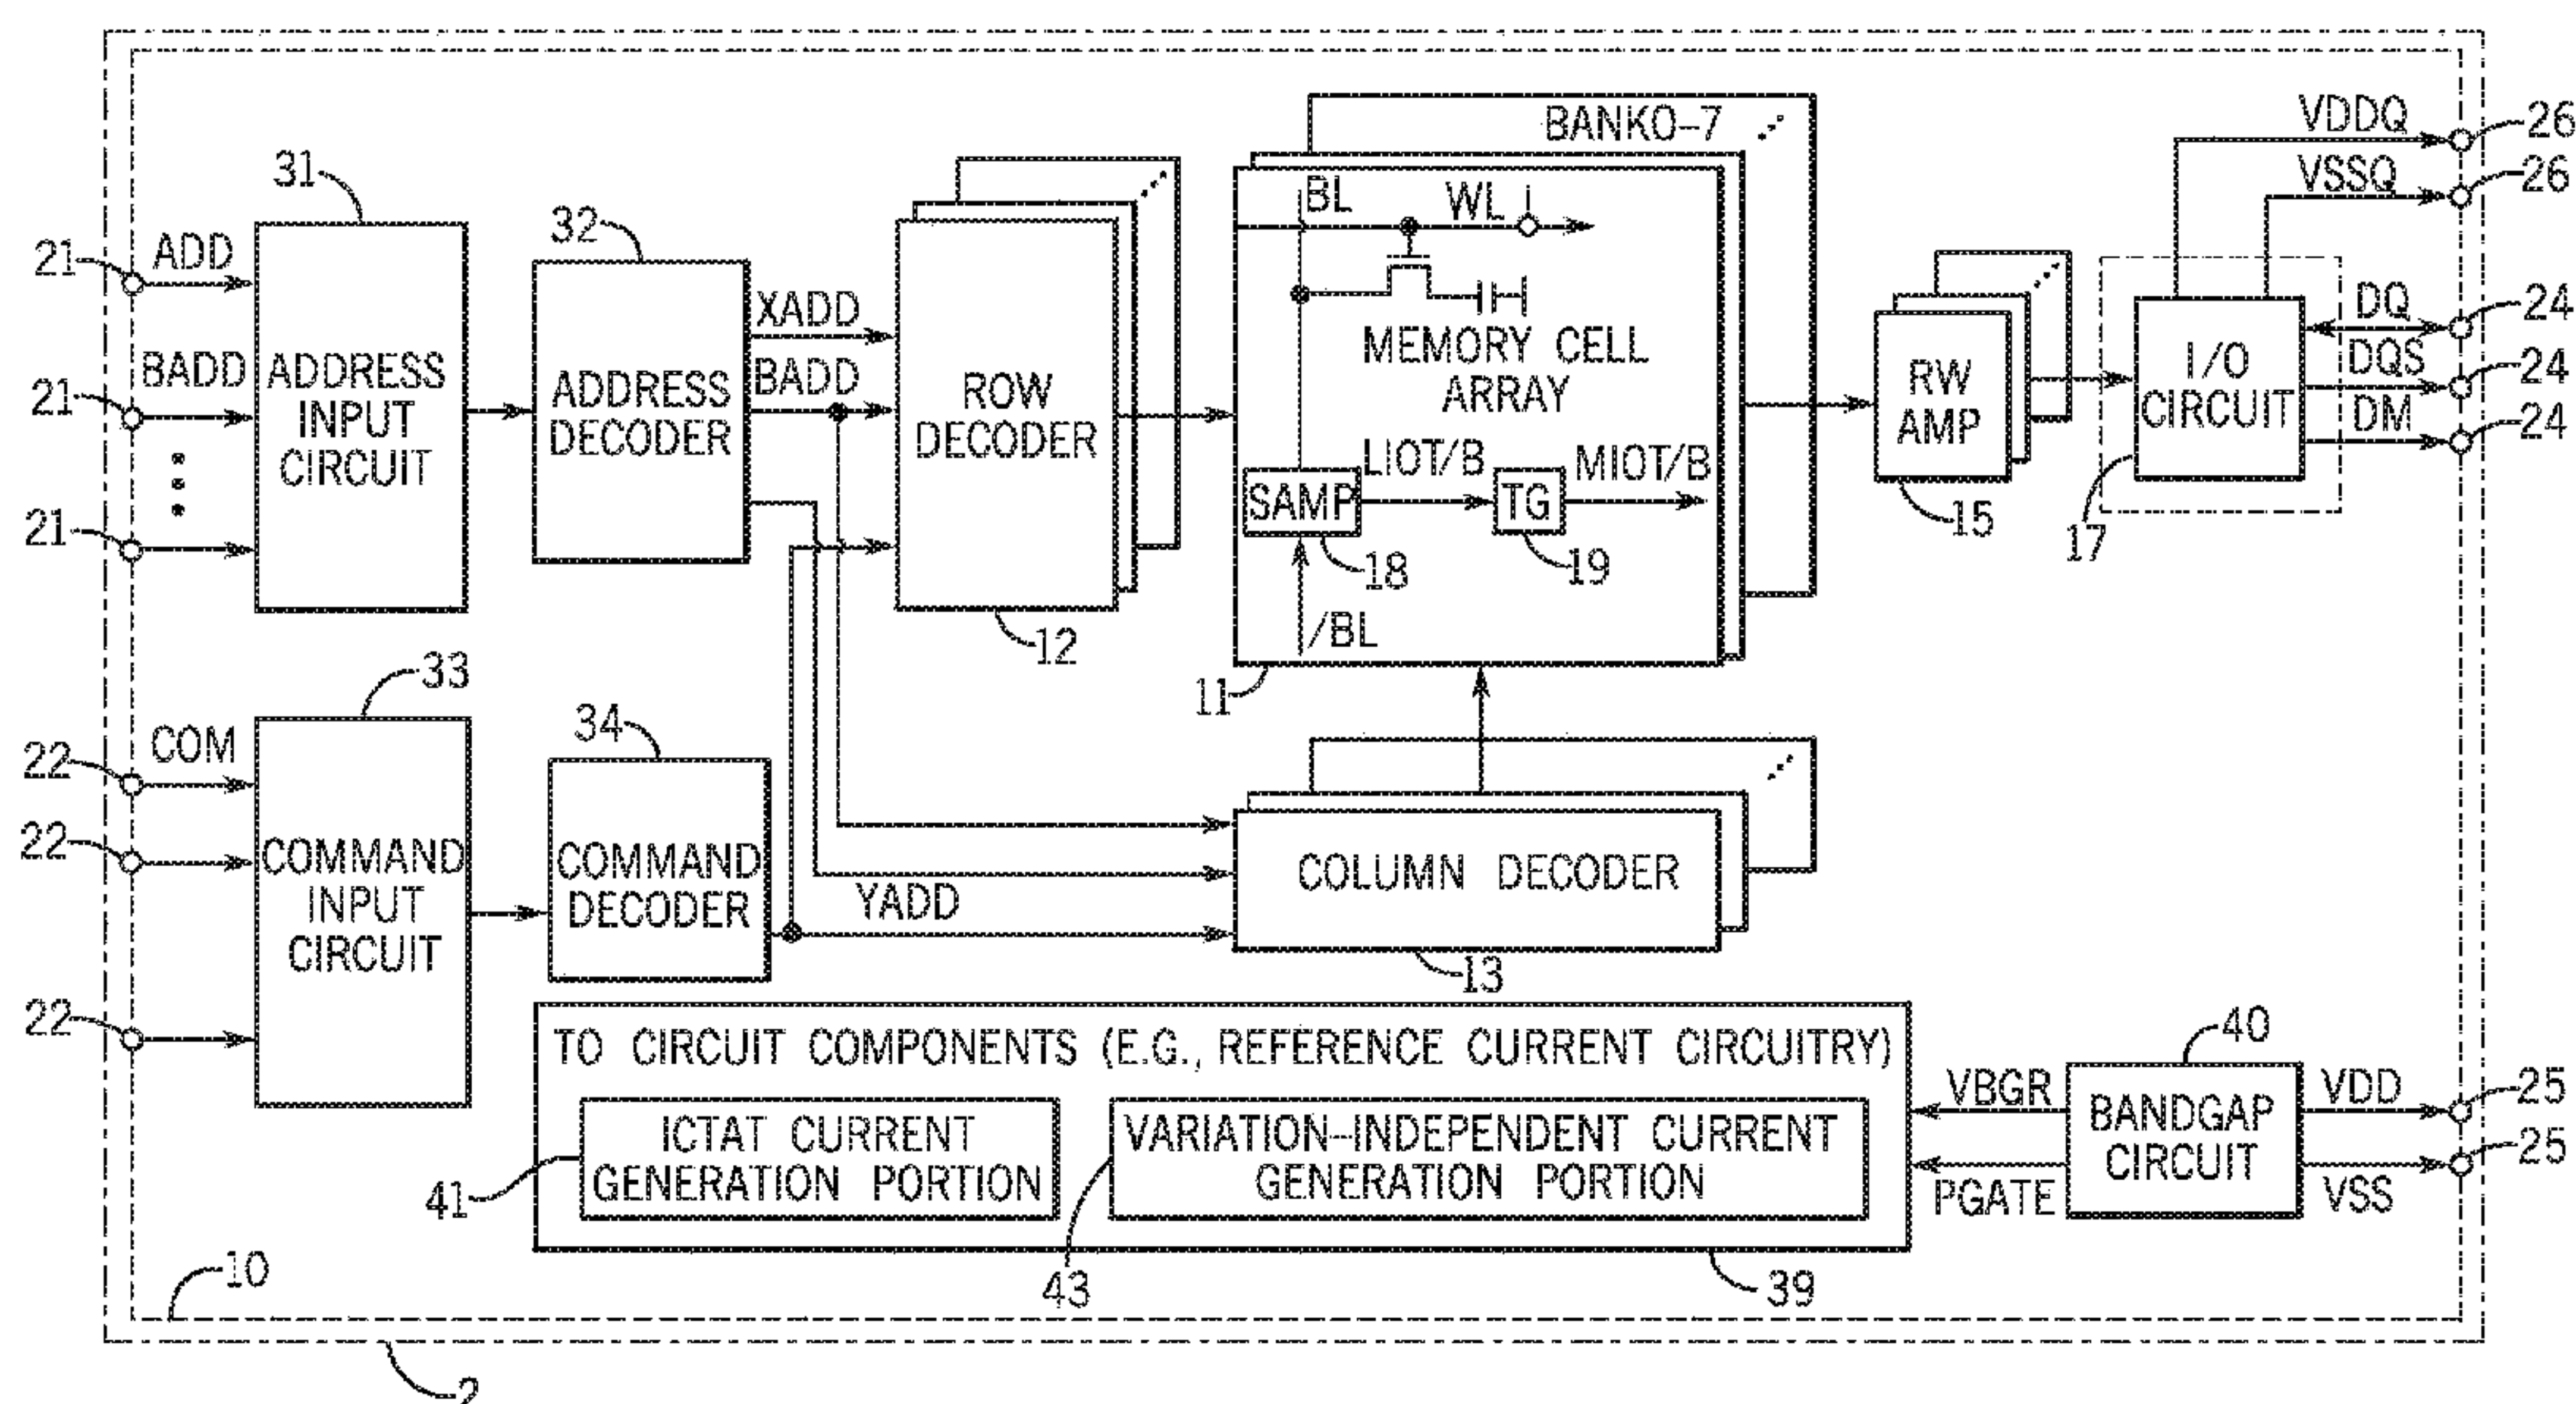 BANKO-7
VDDQ
26
VSSQ
26
31
BL
WL
32
21
ADD
XADD
DQ
24
MEMORY CELL
ARRAY
BADD
ADDRESS
INPUT
CIRCUIT
21
ADDRESS
DECODER
BADD
ROW
DECODER
RW
AMP
I/O
CIRCUIT
DQS
24
DM
24
LIOT/B
MIOT/B
SAMP
TG
21
18
19
15
17
/BL
12
11
33
34
22
COM
22
COMMAND
INPUT
CIRCUIT
COMMAND
DECODER
YADD
COLUMN DECODER
13
22
TO CIRCUIT COMPONENTS (E.G., REFERENCE CURRENT CIRCUITRY)
40
VBGR
BANDGAP
CIRCUIT
VDD
25
ICTAT CURRENT
GENERATION PORTION
VARIATION-INDEPENDENT CURRENT
GENERATION PORTION
41
PGATE
VSS
25
43
39
10
2